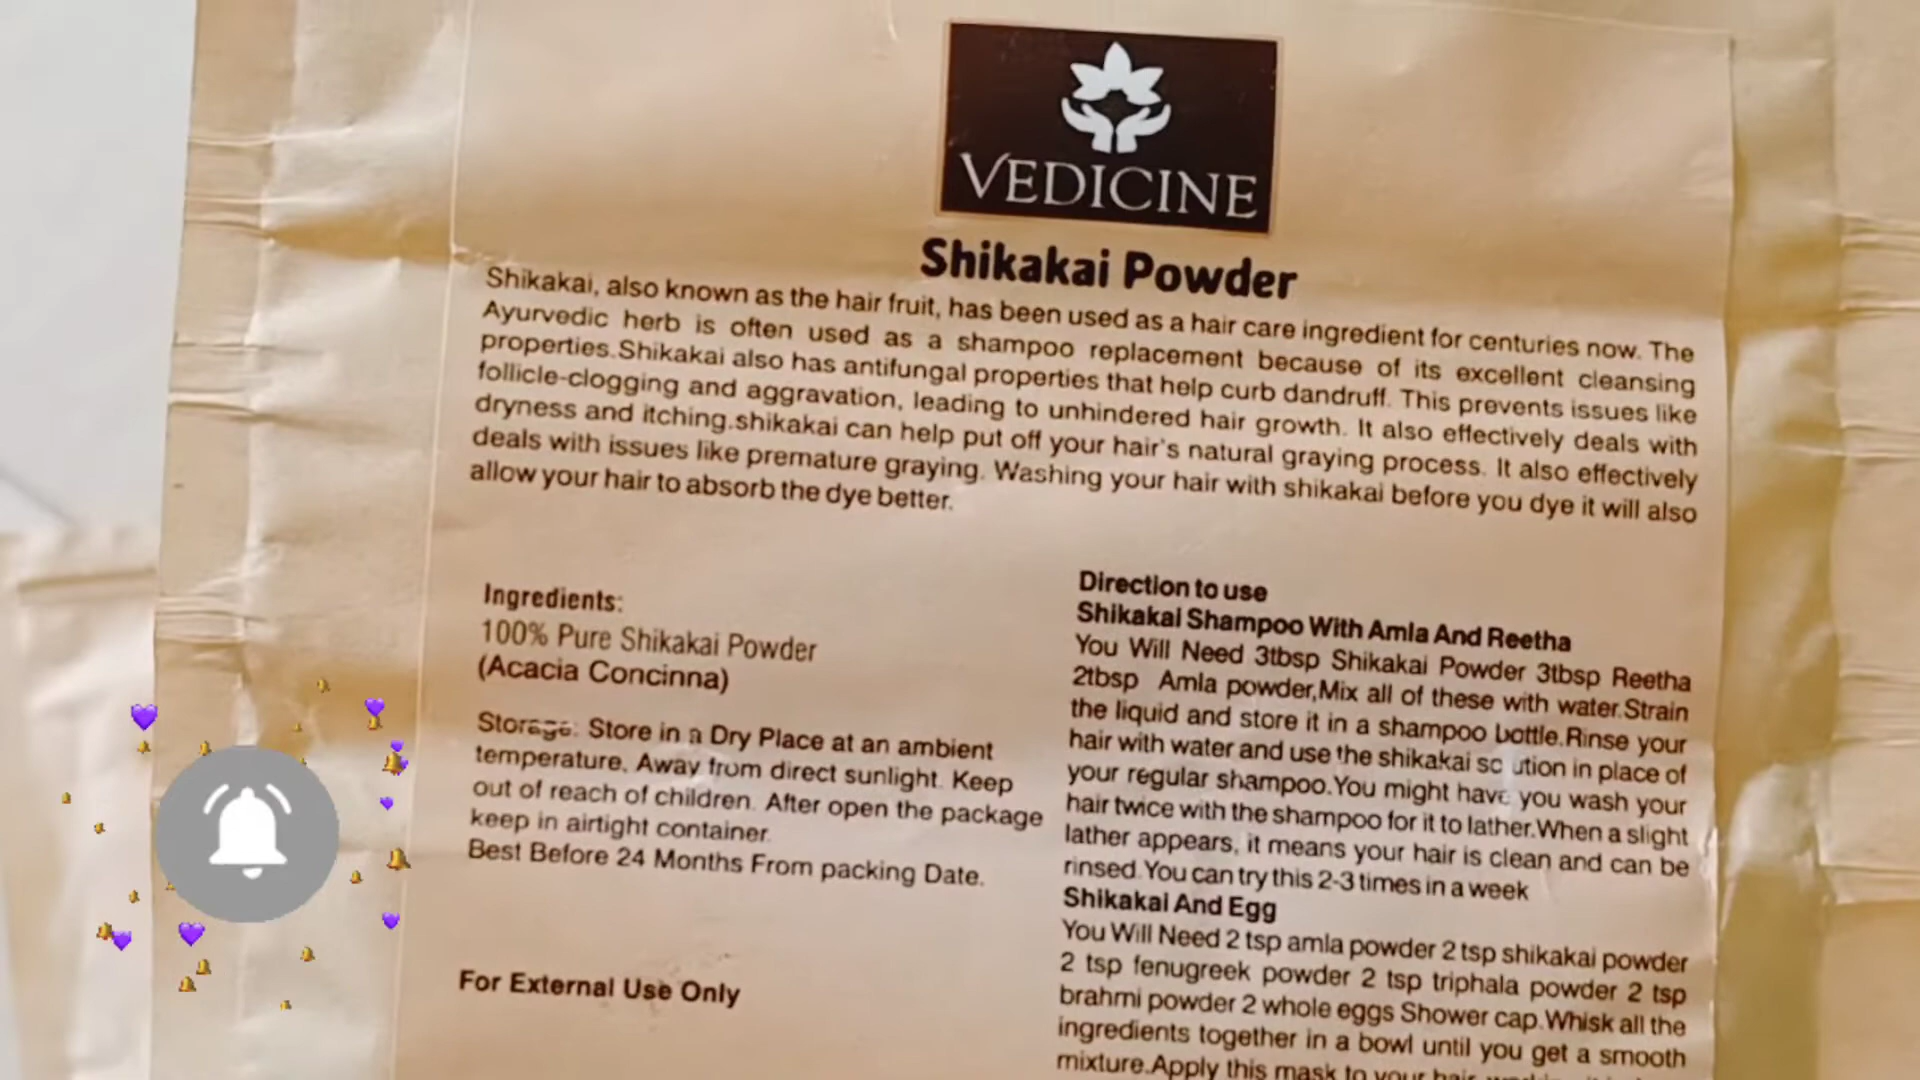 VEDICINE
Shikakai Powder
Shikakai, also known as the hair fruit, has been used as a hair care ingredient for centuries now. The
Ayurvedic herb is often used as a shampoo replacement because of its excellent cleansing
properties.Shikakai also has antifungal properties that help curb dandruff. This prevents issues like
follicle-clogging and aggravation, leading to unhindered hair growth. It also effectively deals with
dryness and itching.shikakai can help put off your hair's natural graying process. It also effectively
deals with issues like premature graying. Washing your hair with shikakai before you dye it will also
allow your hair to absorb the dye better.
Ingredients:
100% Pure Shikakai Powder
(Acacia Concinna)
Storage: Store in a Dry Place at an ambient
temperature. Away from direct sunlight. Keep
out of reach of children. After open the package
keep in airtight container.
Best Before 24 Months From packing Date.
For External Use Only
Direction to use
Shikakai Shampoo With Amla And Reetha
You Will Need 3tbsp Shikakai Powder 3tbsp Reetha
2tbsp Amla powder,Mix all of these with water.Strain
the liquid and store it in a shampoo bottle.Rinse your
hair with water and use the shikakai solution in place of
your regular shampoo.You might have you wash your
hair twice with the shampoo for it to lather.When a slight
lather appears, it means your hair is clean and can be
rinsed.You can try this 2-3 times in a week
Shikakai And Egg
You Will Need 2 tsp amla powder 2 tsp shikakai powder
2 tsp fenugreek powder 2 tsp triphala powder 2 tsp
brahmi powder 2 whole eggs Shower cap.Whisk all the
ingredients together in a bowl until you get a smooth
mixture.Apply this mask to your hair